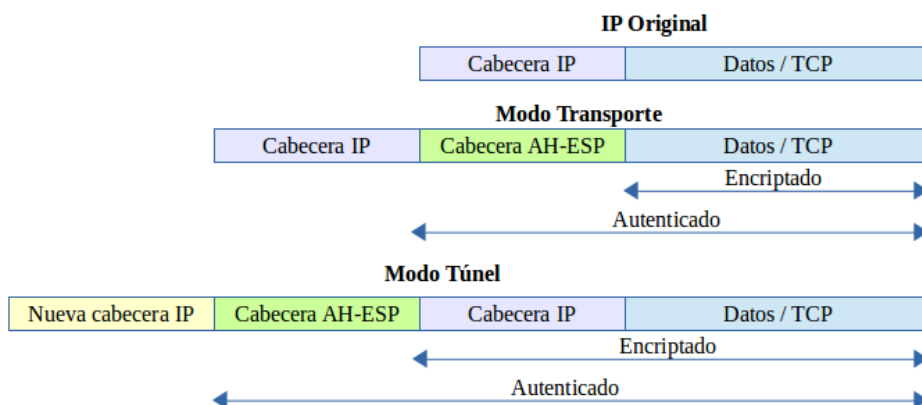 IP Original
Cabecera IP Datos / TCP
Modo Transporte
Cabecera IP Cabecera AH-ESP Datos / TCP
Encriptado
Autenticado
Modo Túnel
Nueva cabecera IP Cabecera AH-ESP Cabecera IP Datos / TCP
Encriptado
Autenticado